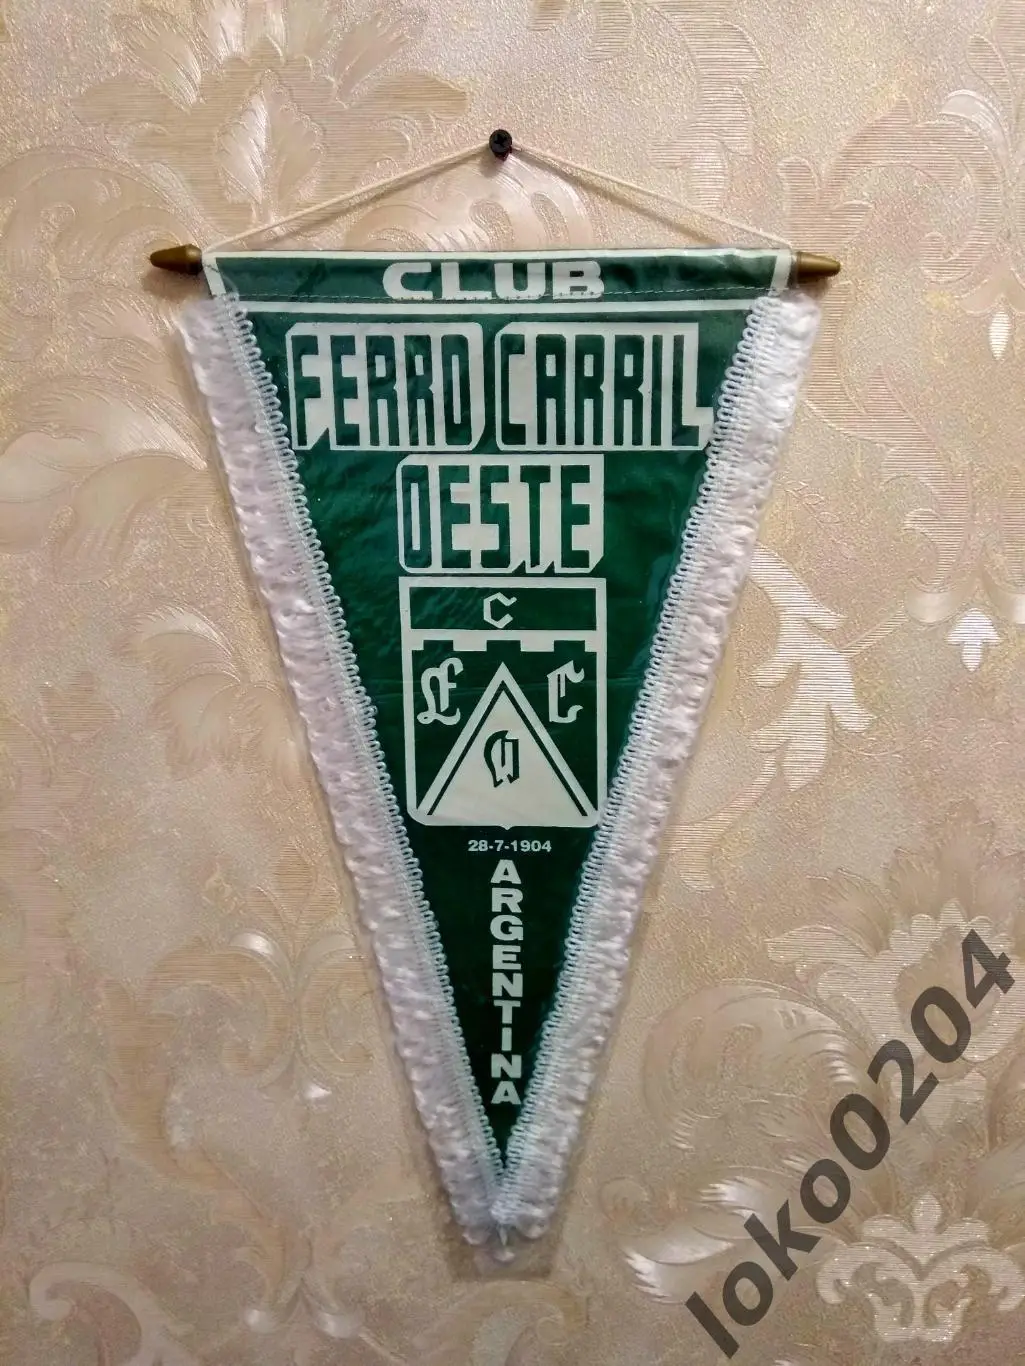 CLUB
FERRO CARRIL
OESTE
C
F C
O
28-7-1904
ARGENTINA
loko0204